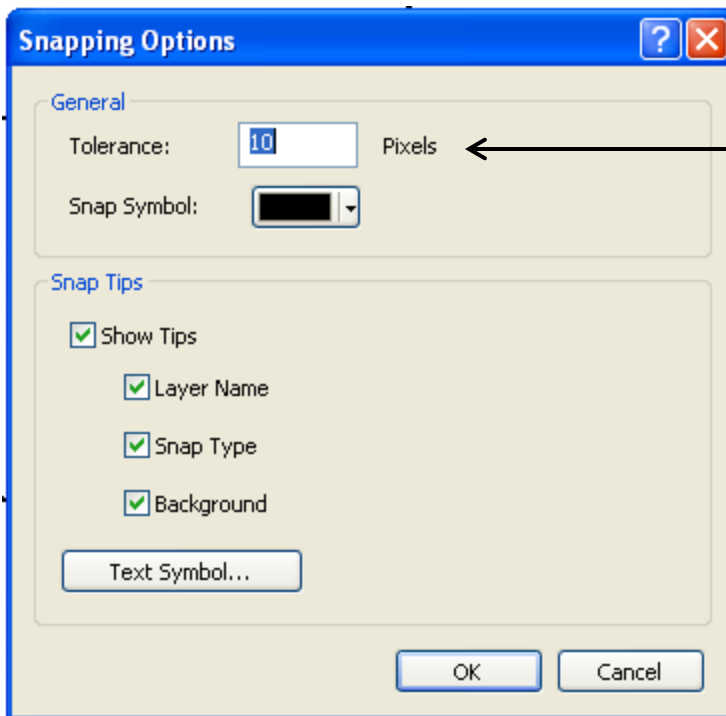 Snapping Options
General
Tolerance: 10 Pixels
Snap Symbol:
Snap Tips
Show Tips
Layer Name
Snap Type
Background
Text Symbol...
OK Cancel